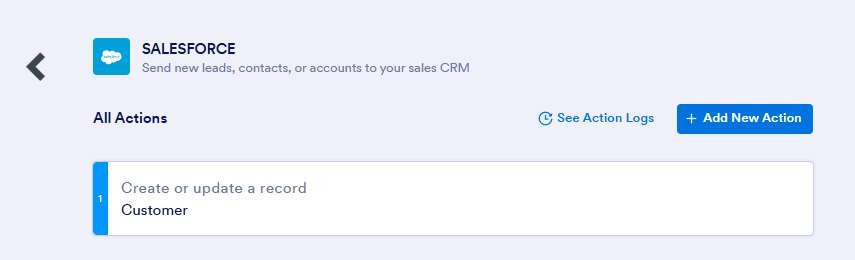 SALESFORCE
Send new leads, contacts, or accounts to your sales CRM
All Actions
See Action Logs
+ Add New Action
1
Create or update a record
Customer